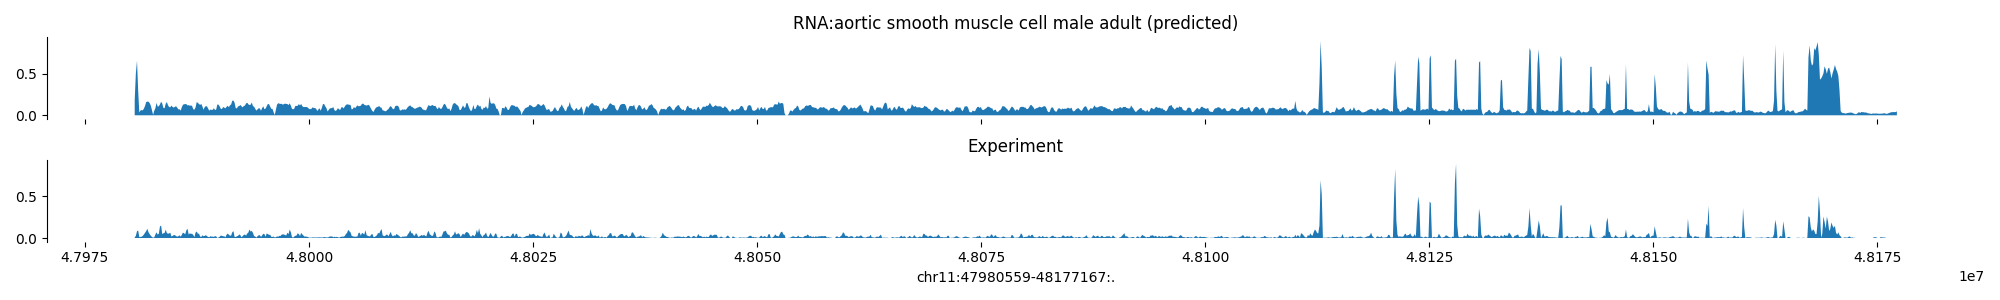 RNA:aortic smooth muscle cell male adult (predicted)
0.5
0.0
Experiment
0.5
0.0
4.7975 4.8000 4.8025 4.8050 4.8075 4.8100 4.8125 4.8150 4.8175
chr11:47980559-48177167:. 1e7